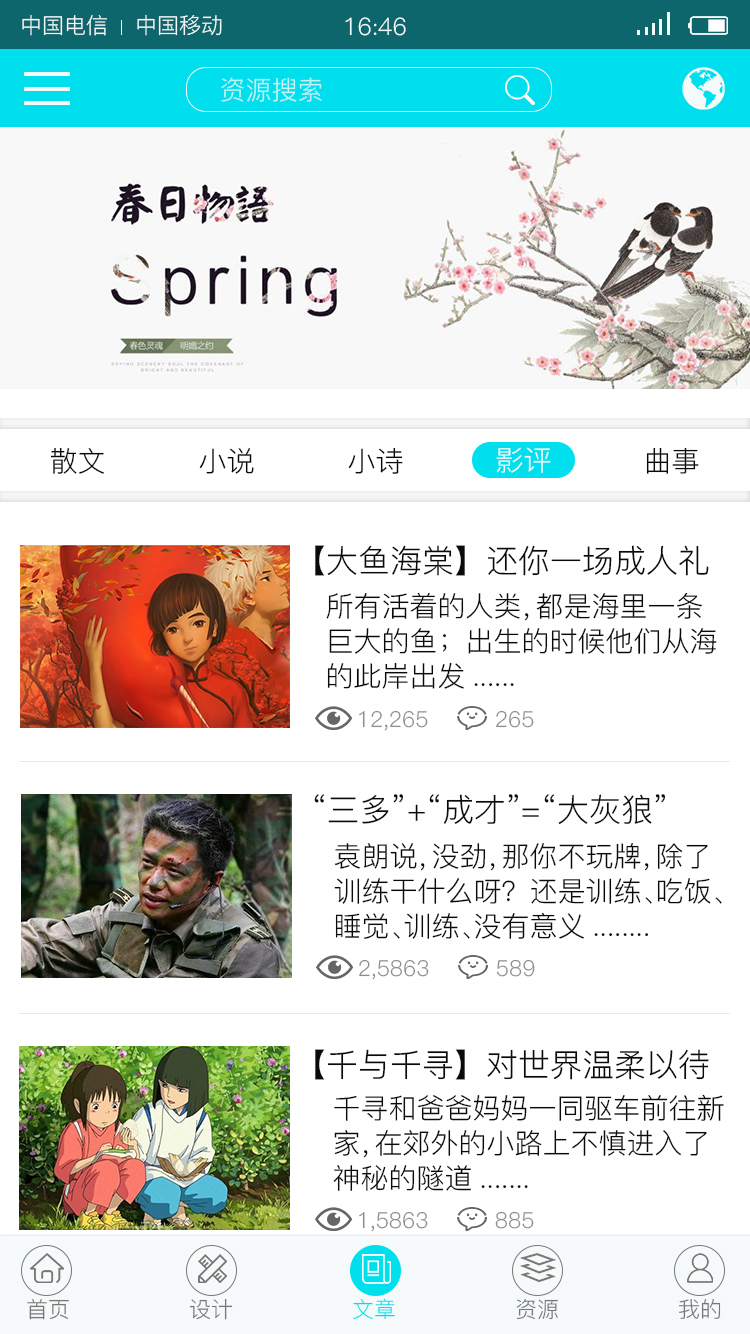 中国电信 | 中国移动
16:46
资源搜索
春日物語
Spring
春色灵魂 明媚之约
SPRING SCENERY SOUL THE COVENANT OF
BRIGHT AND BEAUTIFUL
散文 小说 小诗 影评 曲事
【大鱼海棠】还你一场成人礼
所有活着的人类,都是海里一条
巨大的鱼；出生的时候他们从海
的此岸出发 ......
12,265 265
“三多”+“成才”=“大灰狼”
袁朗说,没劲,那你不玩牌,除了
训练干什么呀？还是训练、吃饭、
睡觉、训练、没有意义 ........
2,5863 589
【千与千寻】对世界温柔以待
千寻和爸爸妈妈一同驱车前往新
家,在郊外的小路上不慎进入了
神秘的隧道 .......
1,5863 885
首页 设计 文章 资源 我的